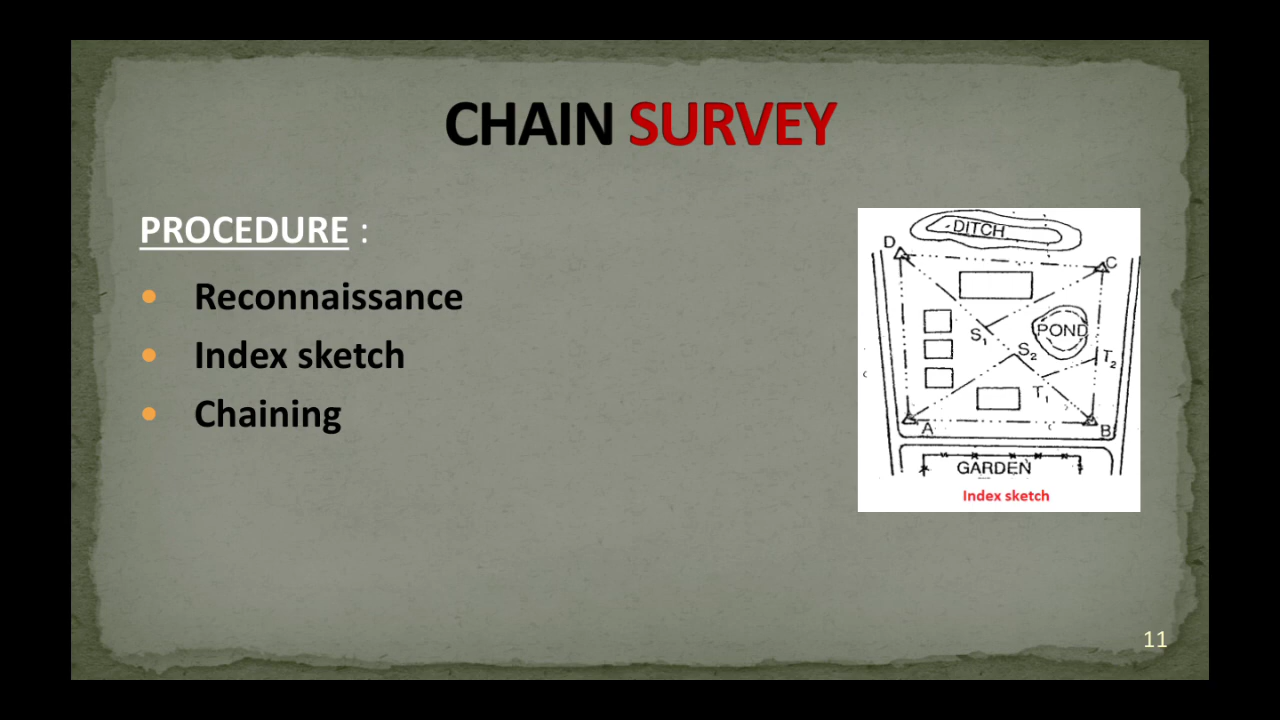 CHAIN SURVEY
PROCEDURE :
• Reconnaissance
• Index sketch
• Chaining
DITCH
D
C
S1
POND
S2
T2
T1
A
B
GARDEN
Index sketch
11